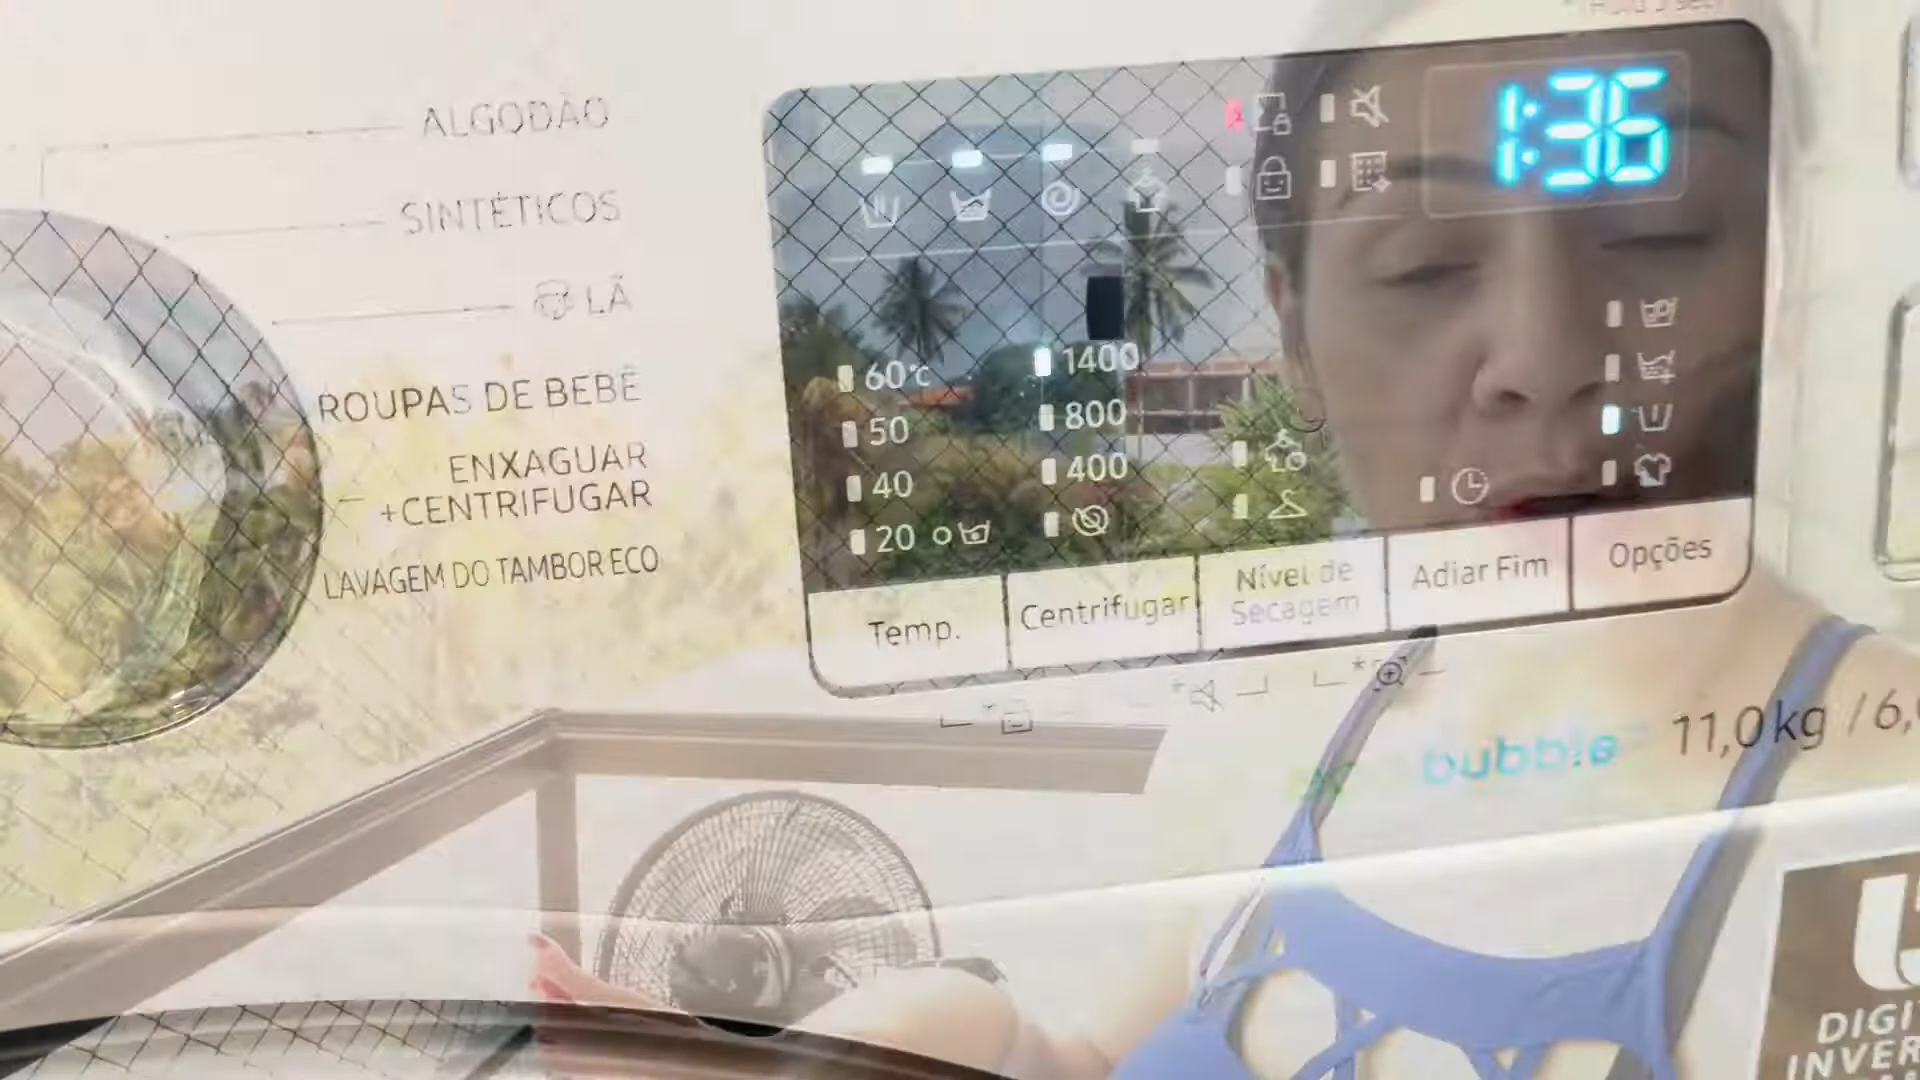 ALGODÃO
SINTÉTICOS
LÃ
ROUPAS DE BEBÊ
ENXAGUAR
+CENTRIFUGAR
LAVAGEM DO TAMBOR ECO
1:36
60°C
50
40
20
1400
800
400
Temp.
Centrifugar
Nível de
Secagem
Adiar Fim
Opções
bubble
11,0kg / 6,
DIGI
INVER